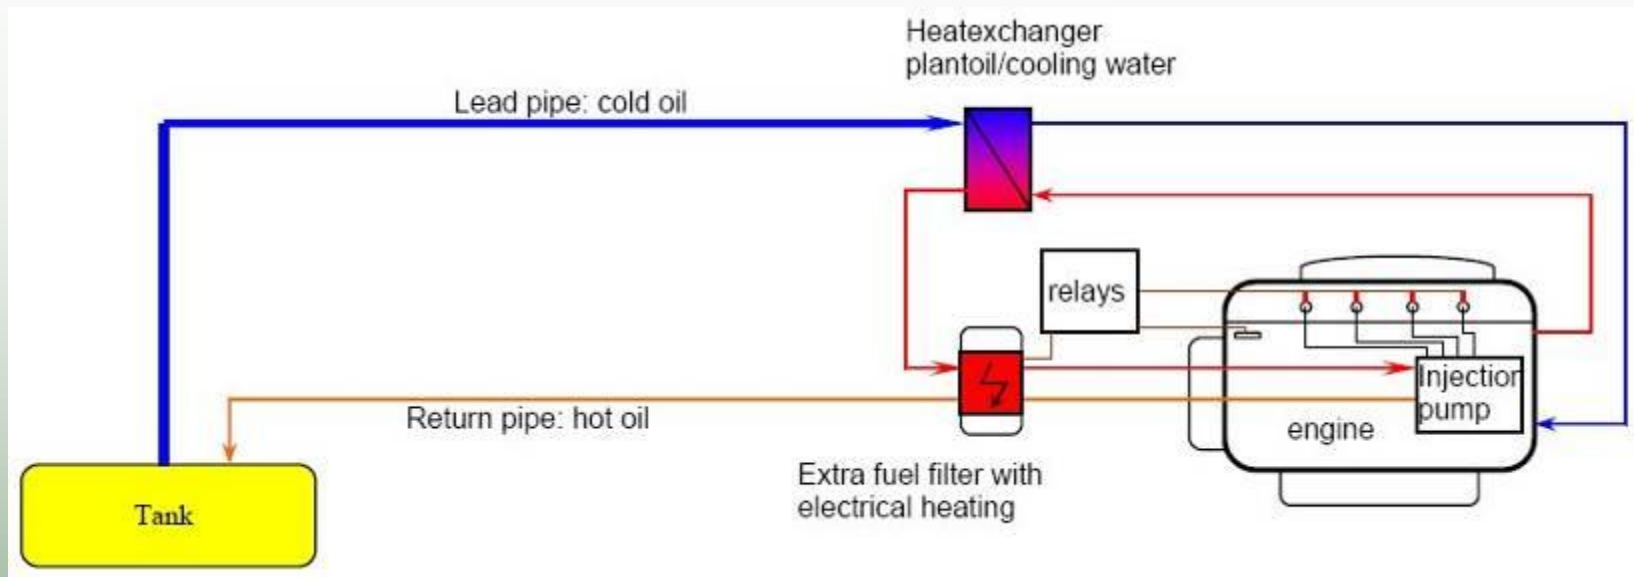 Heatexchanger
plantoil/cooling water
Lead pipe: cold oil
relays
Injection
pump
Return pipe: hot oil
engine
Extra fuel filter with
electrical heating
Tank